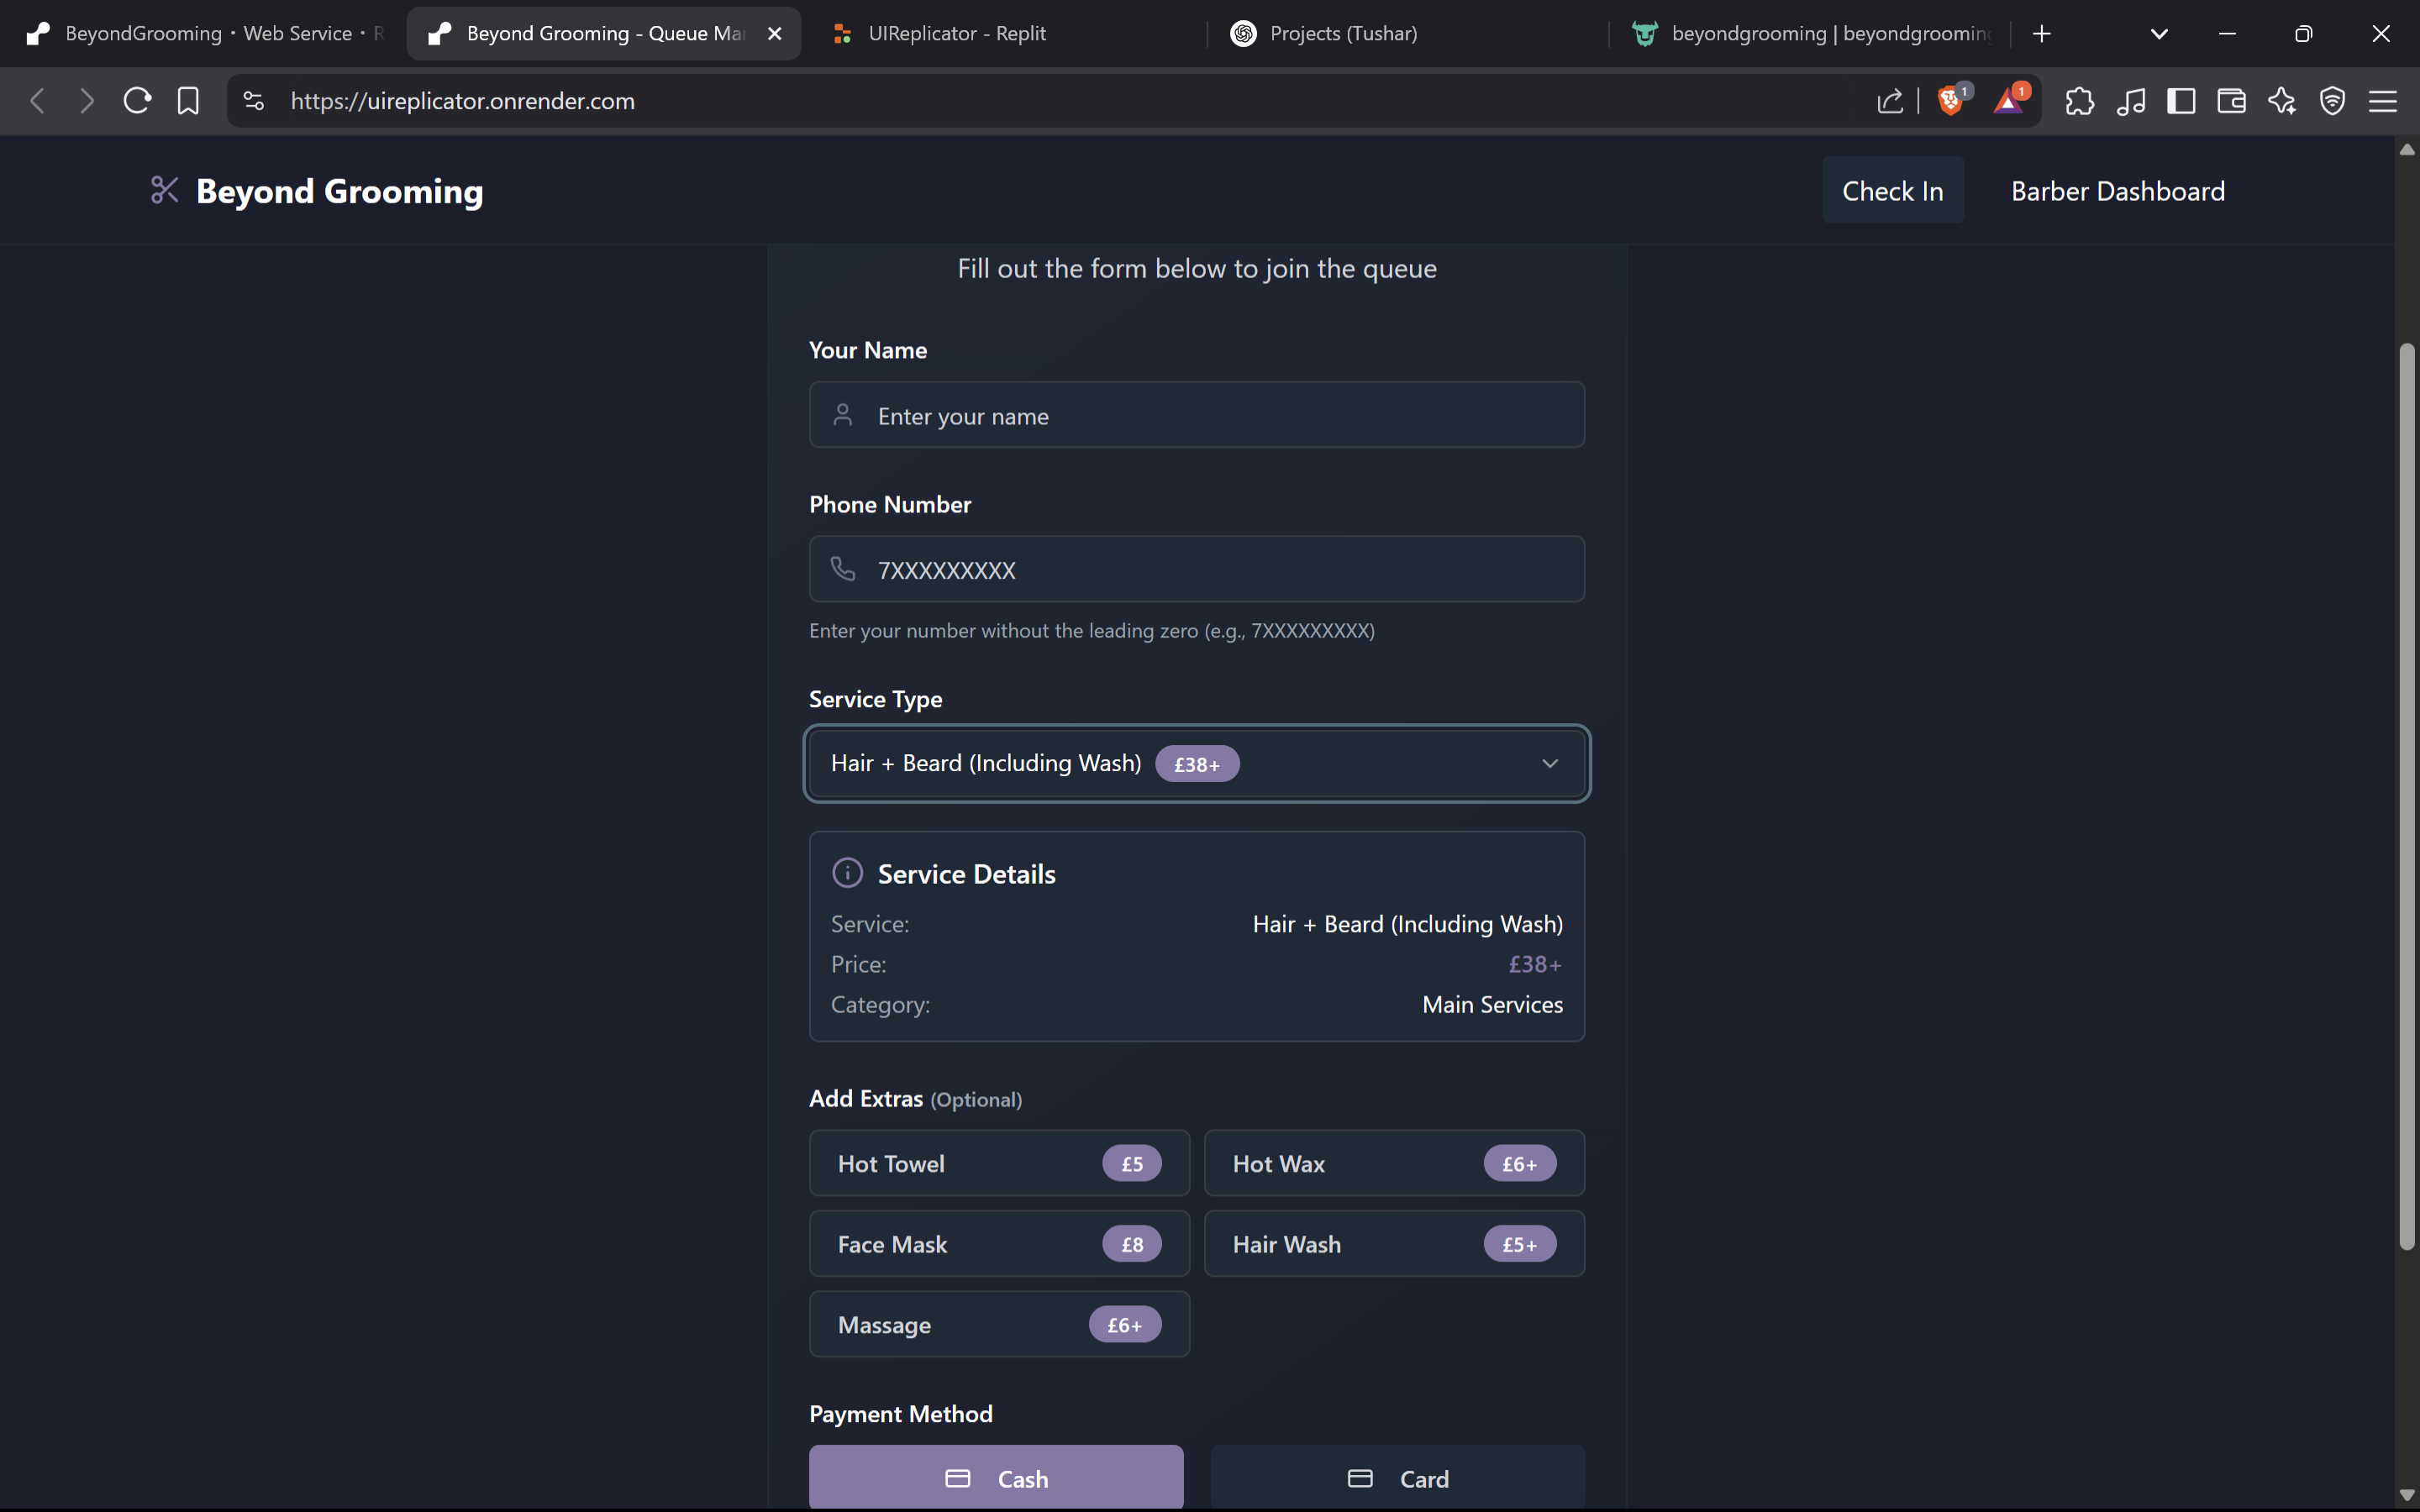 BeyondGrooming · Web Service · R
Beyond Grooming - Queue Mar
UIReplicator - Replit
Projects (Tushar)
beyondgrooming | beyondgrooming
https://uireplicator.onrender.com
1
1
Beyond Grooming
Check In
Barber Dashboard
Fill out the form below to join the queue
Your Name
Enter your name
Phone Number
7XXXXXXXXX
Enter your number without the leading zero (e.g., 7XXXXXXXXX)
Service Type
Hair + Beard (Including Wash) £38+
Service Details
Service: Hair + Beard (Including Wash)
Price: £38+
Category: Main Services
Add Extras (Optional)
Hot Towel £5
Hot Wax £6+
Face Mask £8
Hair Wash £5+
Massage £6+
Payment Method
Cash
Card